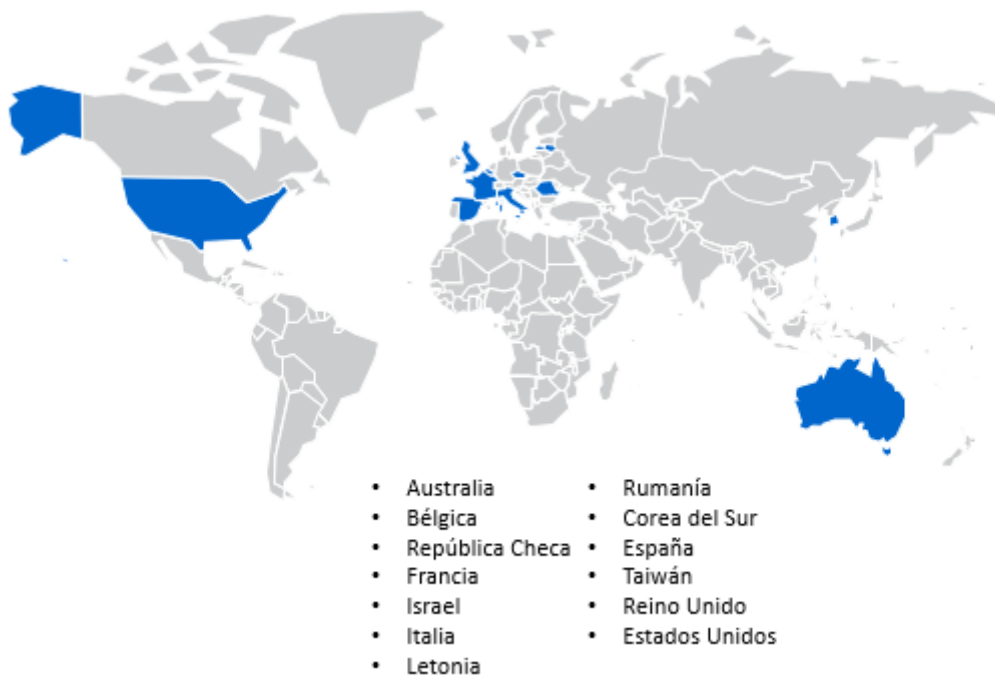 • Australia
• Bélgica
• República Checa
• Francia
• Israel
• Italia
• Letonia
• Rumanía
• Corea del Sur
• España
• Taiwán
• Reino Unido
• Estados Unidos